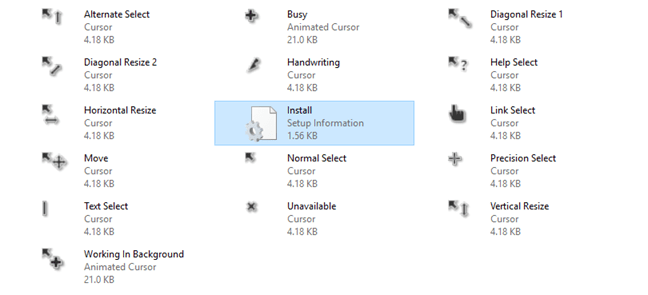 Alternate Select
Cursor
4.18 KB
Busy
Animated Cursor
21.0 KB
Diagonal Resize 1
Cursor
4.18 KB
Diagonal Resize 2
Cursor
4.18 KB
Handwriting
Cursor
4.18 KB
Help Select
Cursor
4.18 KB
Horizontal Resize
Cursor
4.18 KB
Install
Setup Information
1.56 KB
Link Select
Cursor
4.18 KB
Move
Cursor
4.18 KB
Normal Select
Cursor
4.18 KB
Precision Select
Cursor
4.18 KB
Text Select
Cursor
4.18 KB
Unavailable
Cursor
4.18 KB
Vertical Resize
Cursor
4.18 KB
Working In Background
Animated Cursor
21.0 KB